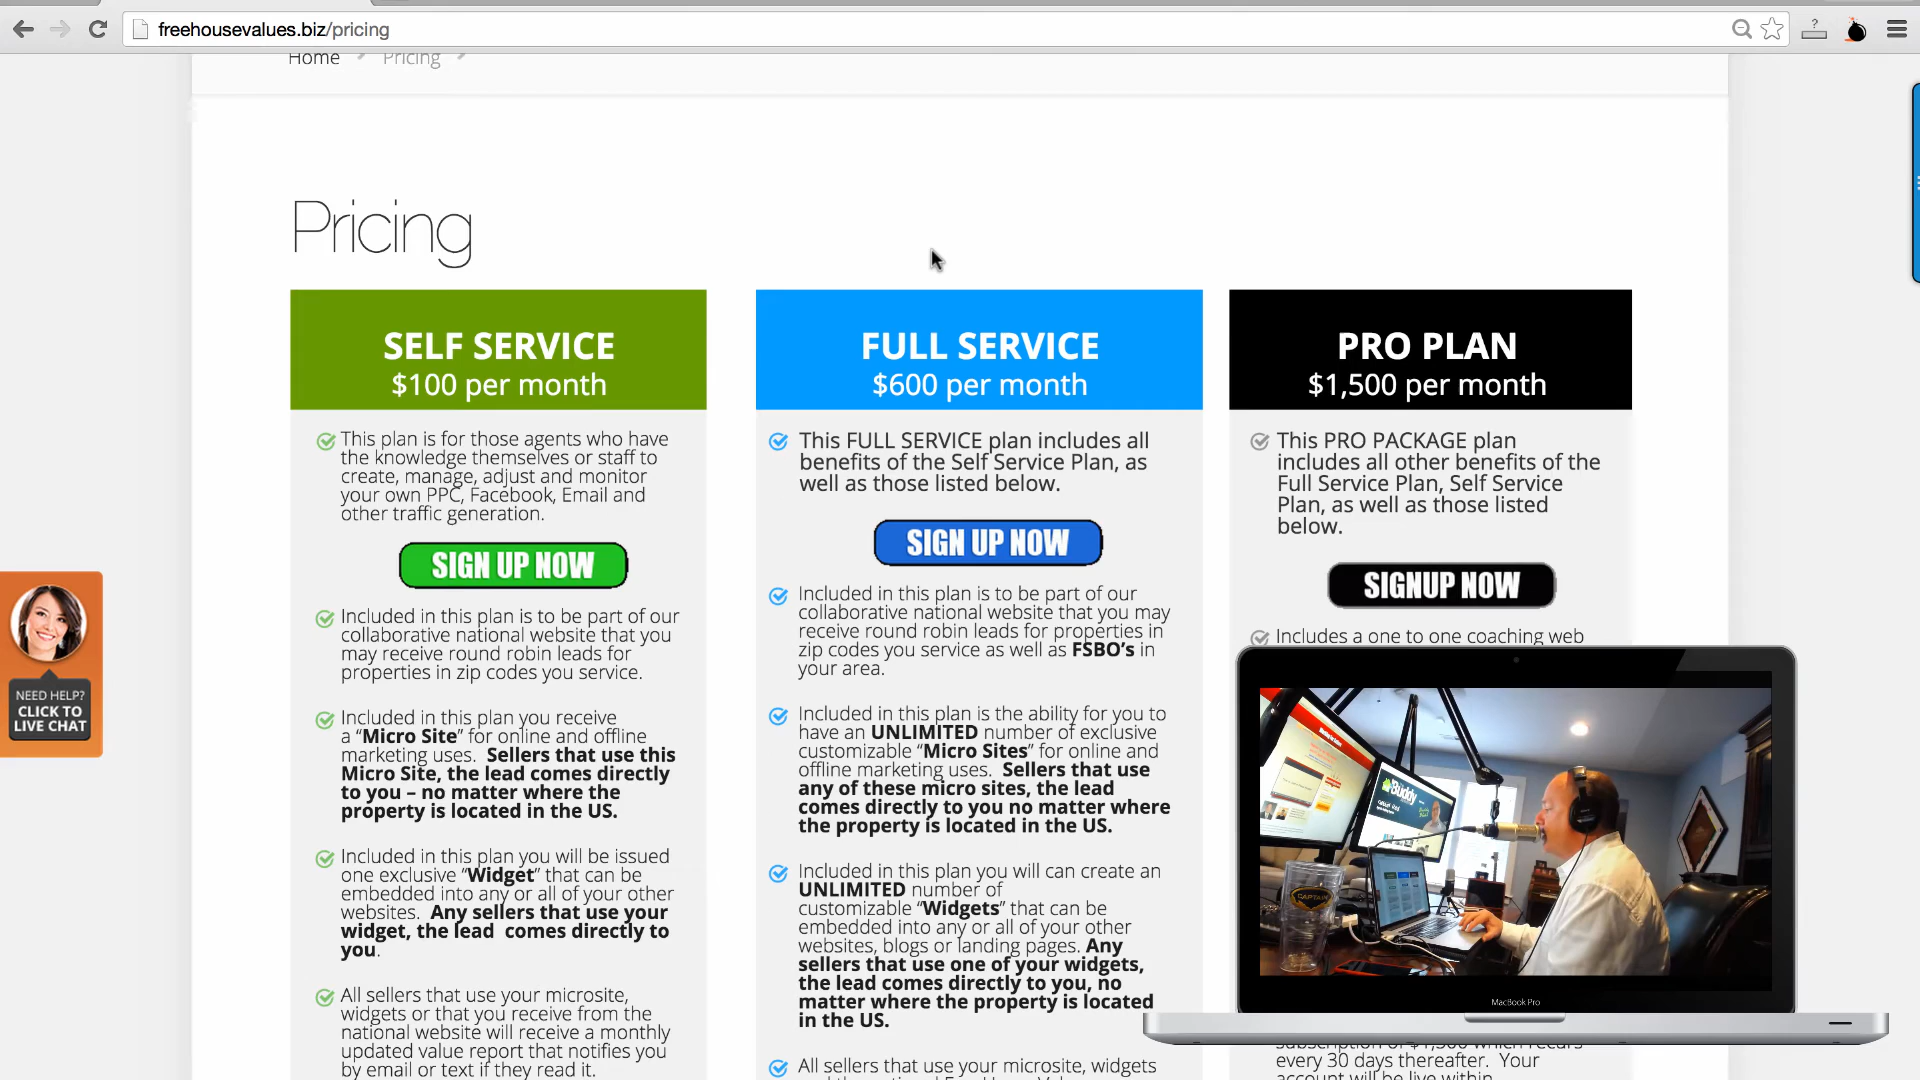 freehousevalues.biz/pricing
Home
Pricing
Pricing
SELF SERVICE
$100 per month
This plan is for those agents who have
the knowledge themselves or staff to
create, manage, adjust and monitor
your own PPC, Facebook, Email and
other traffic generation.
SIGN UP NOW
Included in this plan is to be part of our
collaborative national website that you
may receive round robin leads for
properties in zip codes you service.
Included in this plan you receive
a “Micro Site” for online and offline
marketing uses.  Sellers that use this
Micro Site, the lead comes directly
to you – no matter where the
property is located in the US.
Included in this plan you will be issued
one exclusive “Widget” that can be
embedded into any or all of your other
websites.  Any sellers that use your
widget, the lead  comes directly to
you.
All sellers that use your microsite,
widgets or that you receive from the
national website will receive a monthly
updated value report that notifies you
by email or text if they read it.
FULL SERVICE
$600 per month
This FULL SERVICE plan includes all
benefits of the Self Service Plan, as
well as those listed below.
SIGN UP NOW
Included in this plan is to be part of our
collaborative national website that you may
receive round robin leads for properties in
zip codes you service as well as FSBO’s in
your area.
Included in this plan is the ability for you to
have an UNLIMITED number of exclusive
customizable “Micro Sites” for online and
offline marketing uses.  Sellers that use
any of these micro sites, the lead
comes directly to you no matter where
the property is located in the US.
Included in this plan you will can create an
UNLIMITED number of
customizable “Widgets” that can be
embedded into any or all of your other
websites, blogs or landing pages. Any
sellers that use one of your widgets,
the lead comes directly to you, no
matter where the property is located
in the US.
All sellers that use your microsite, widgets
PRO PLAN
$1,500 per month
This PRO PACKAGE plan
includes all other benefits of the
Full Service Plan, Self Service
Plan, as well as those listed
below.
SIGNUP NOW
Includes a one to one coaching web
subscription of $1,500 which recurs
every 30 days thereafter.  Your
account will be live within
NEED HELP?
CLICK TO
LIVE CHAT
Buddy
CAPTAIN
MacBook Pro